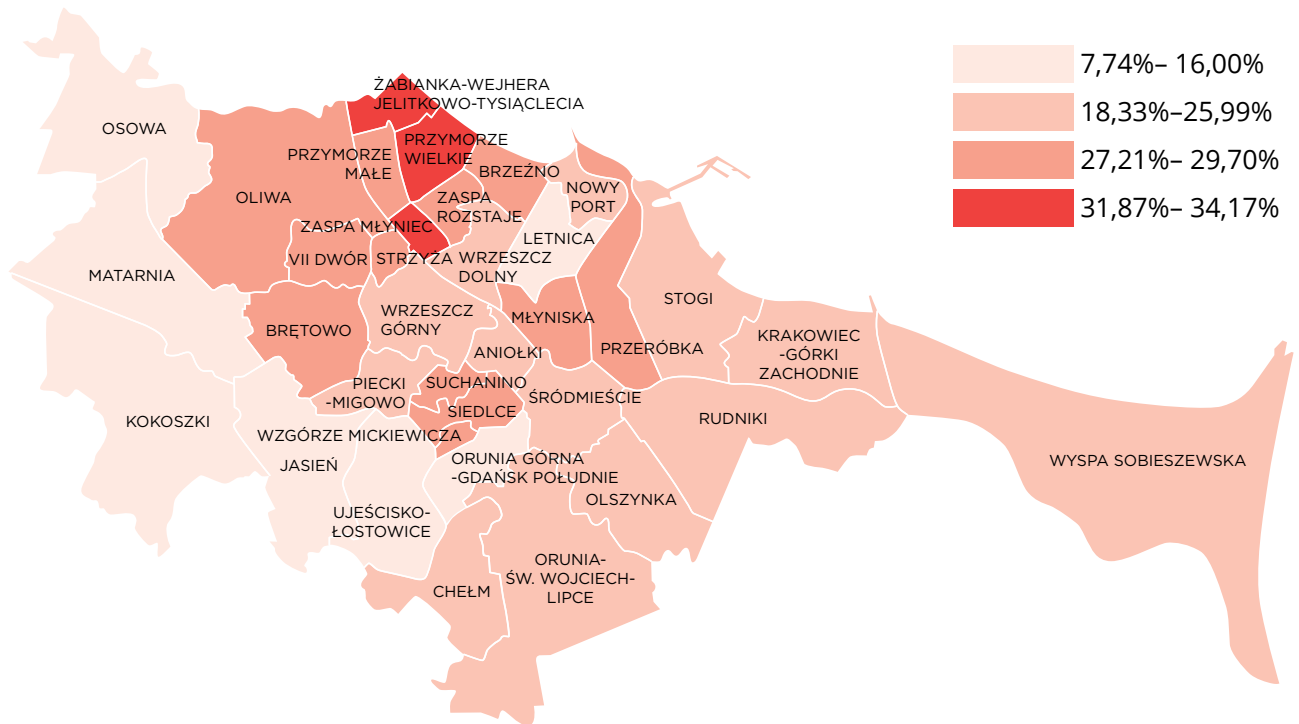 7,74%– 16,00%
18,33%–25,99%
27,21%– 29,70%
31,87%– 34,17%
ŻABIANKA-WEJHERA
JELITKOWO-TYSIĄCLECIA
OSOWA
PRZYMORZE
WIELKIE
PRZYMORZE
MAŁE
BRZEŹNO
NOWY
PORT
OLIWA
ZASPA
ROZSTAJE
ZASPA MŁYNIEC
LETNICA
VII DWÓR
STRZYŻA
WRZESZCZ
DOLNY
MATARNIA
STOGI
BRĘTOWO
WRZESZCZ
GÓRNY
MŁYNISKA
KRAKOWIEC
-GÓRKI
ZACHODNIE
ANIOŁKI
PRZERÓBKA
PIECKI
-MIGOWO
SUCHANINO
ŚRÓDMIEŚCIE
SIEDLCE
KOKOSZKI
RUDNIKI
WZGÓRZE MICKIEWICZA
JASIEŃ
ORUNIA GÓRNA
-GDAŃSK POŁUDNIE
WYSPA SOBIESZEWSKA
OLSZYNKA
UJEŚCISKO-
ŁOSTOWICE
ORUNIA-
ŚW. WOJCIECH-
LIPCE
CHEŁM